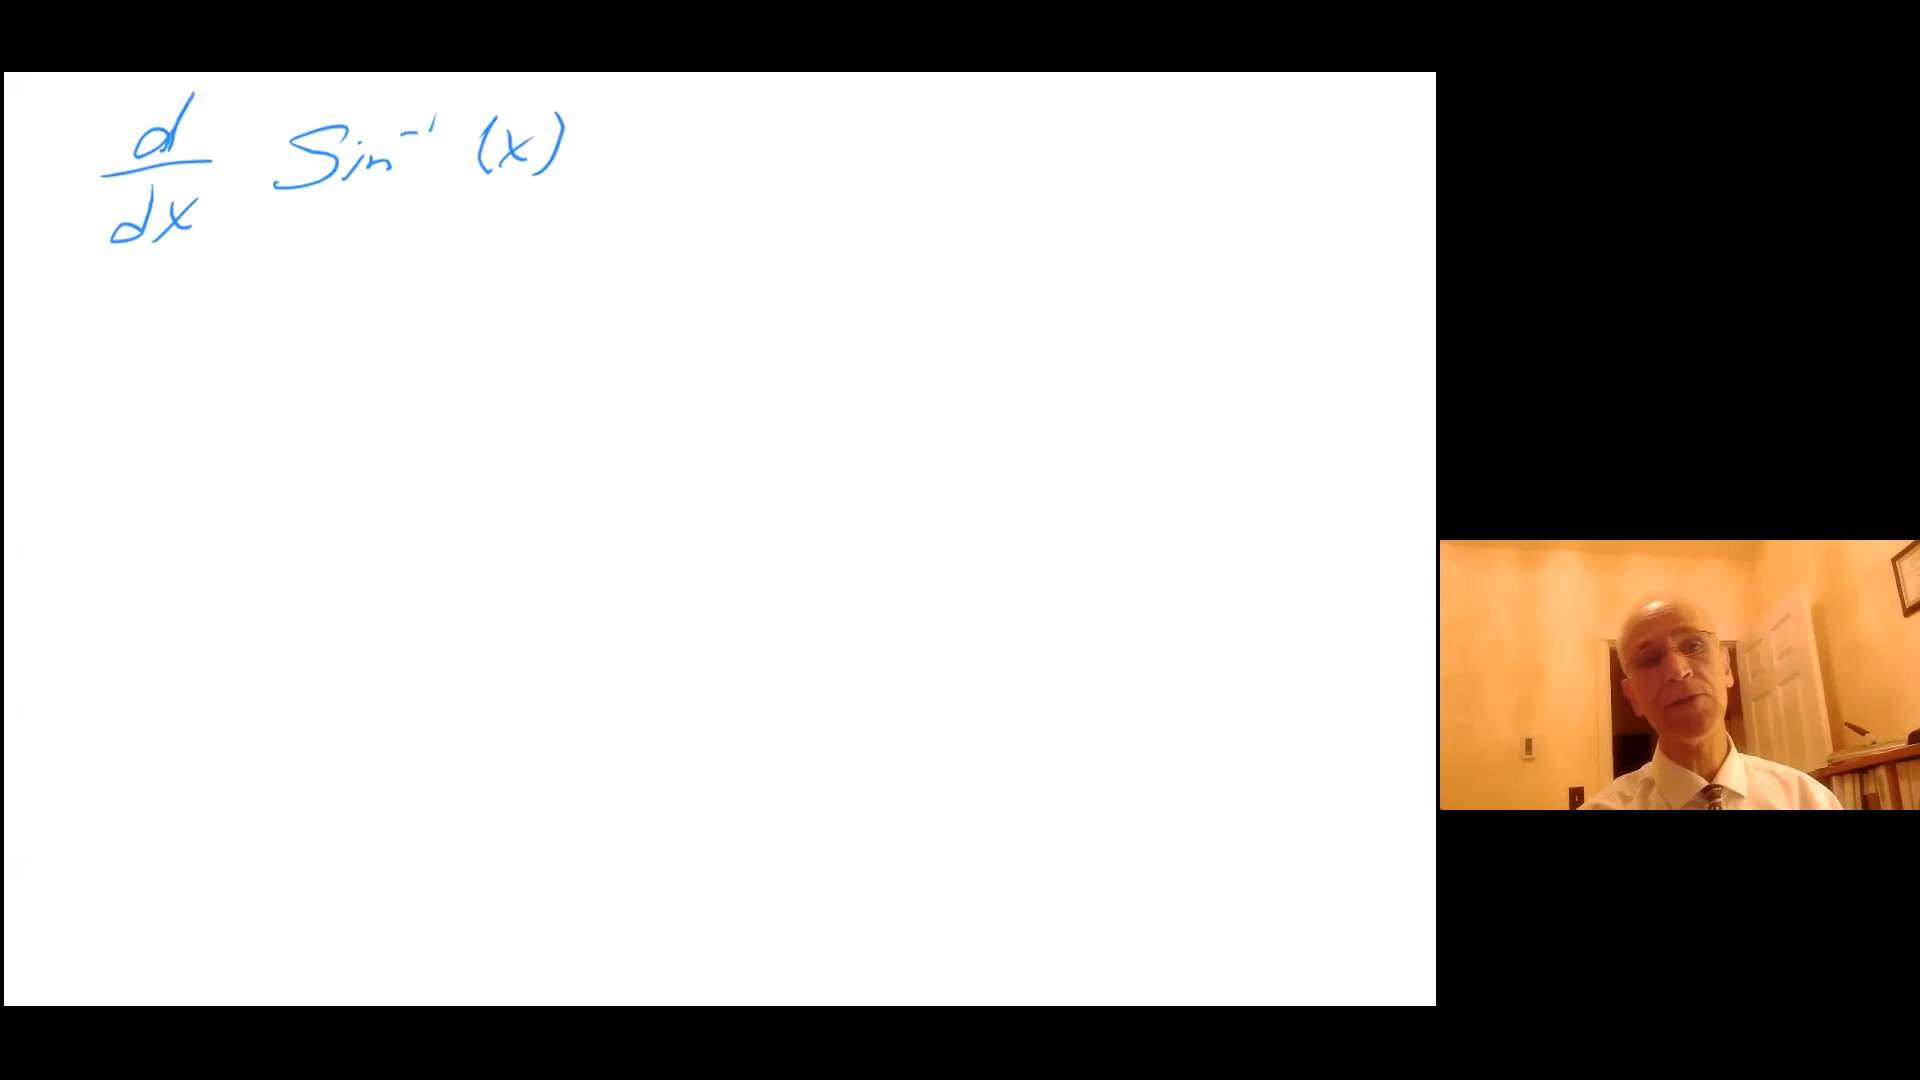 d/dx Sin⁻¹ (x)